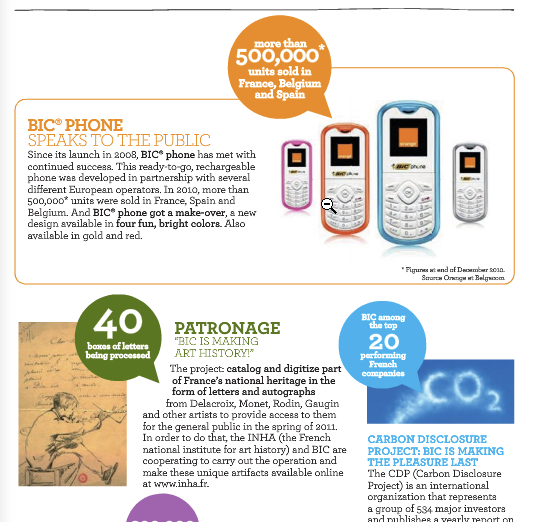 more than
500,000*
units sold in
France, Belgium
and Spain
BIC® PHONE
SPEAKS TO THE PUBLIC
Since its launch in 2008, BIC® phone has met with
continued success. This ready-to-go, rechargeable
phone was developed in partnership with several
different European operators. In 2010, more than
500,000* units were sold in France, Spain and
Belgium. And BIC® phone got a make-over, a new
design available in four fun, bright colors. Also
available in gold and red.
* Figures at end of December 2010.
Source Orange et Belgacom
40
boxes of letters
being processed
PATRONAGE
"BIC IS MAKING
ART HISTORY!"
The project: catalog and digitize part
of France's national heritage in the
form of letters and autographs
from Delacroix, Monet, Rodin, Gaugin
and other artists to provide access to them
for the general public in the spring of 2011.
In order to do that, the INHA (the French
national institute for art history) and BIC are
cooperating to carry out the operation and
make these unique artifacts available online
at www.inha.fr.
BIC among
the top
20
performing
French
companies
CO2
CARBON DISCLOSURE
PROJECT: BIC IS MAKING
THE PLEASURE LAST
The CDP (Carbon Disclosure
Project) is an international
organization that represents
a group of 534 major investors
and publishes a yearly report on